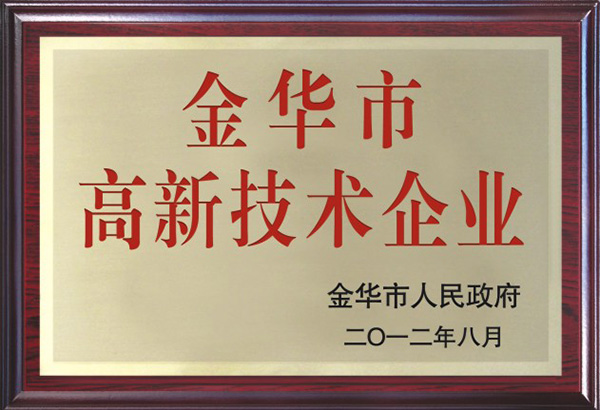 金华市
高新技术企业
金华市人民政府
二〇一二年八月